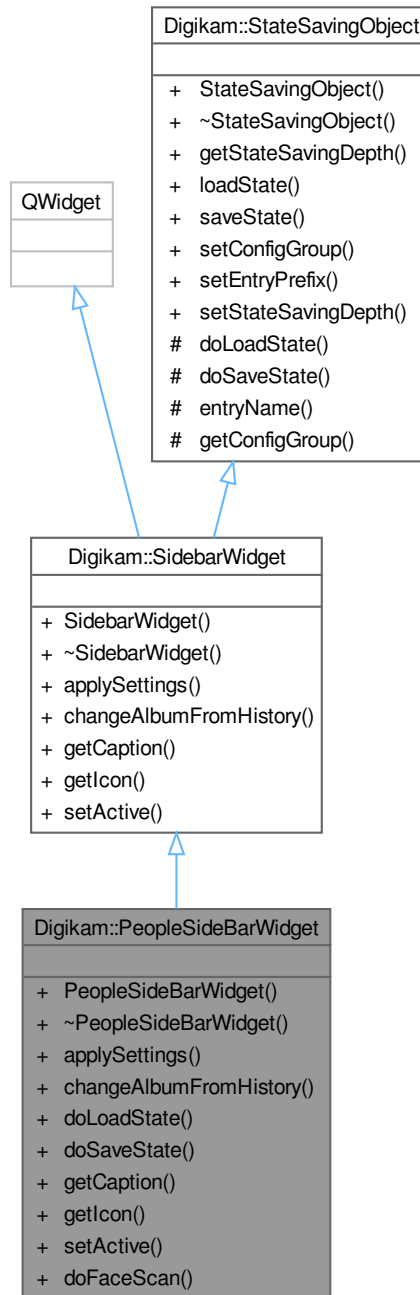 Digikam::StateSavingObject
+ StateSavingObject()
+ ~StateSavingObject()
+ getStateSavingDepth()
+ loadState()
+ saveState()
+ setConfigGroup()
+ setEntryPrefix()
+ setStateSavingDepth()
# doLoadState()
# doSaveState()
# entryName()
# getConfigGroup()
QWidget
Digikam::SidebarWidget
+ SidebarWidget()
+ ~SidebarWidget()
+ applySettings()
+ changeAlbumFromHistory()
+ getCaption()
+ getIcon()
+ setActive()
Digikam::PeopleSideBarWidget
+ PeopleSideBarWidget()
+ ~PeopleSideBarWidget()
+ applySettings()
+ changeAlbumFromHistory()
+ doLoadState()
+ doSaveState()
+ getCaption()
+ getIcon()
+ setActive()
+ doFaceScan()